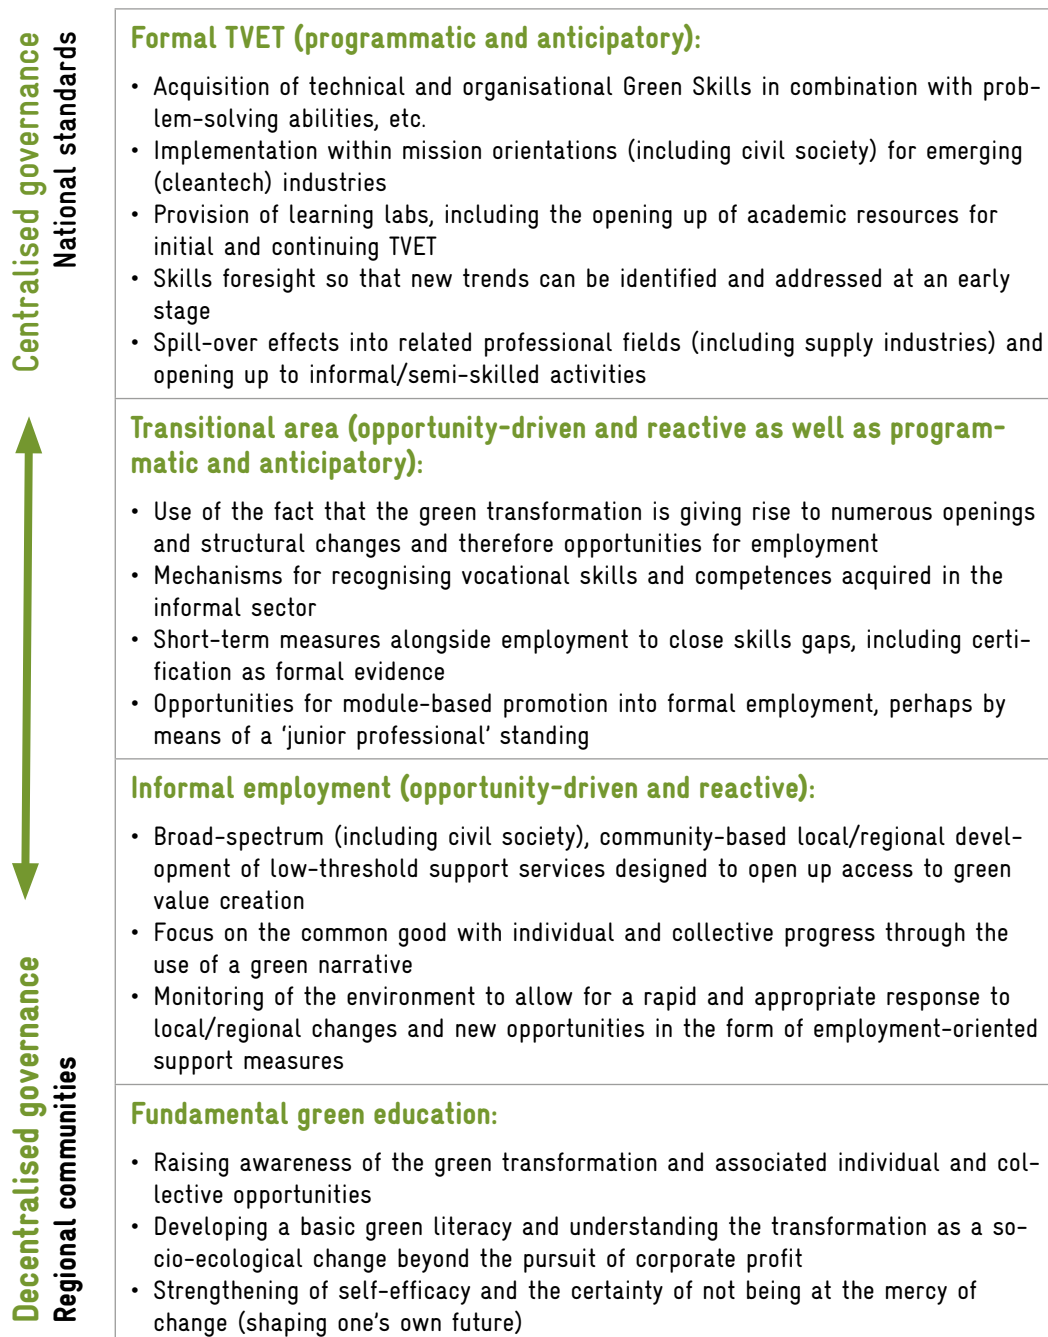 Centralised governance
National standards
Formal TVET (programmatic and anticipatory):
• Acquisition of technical and organisational Green Skills in combination with prob-
lem-solving abilities, etc.
• Implementation within mission orientations (including civil society) for emerging
(cleantech) industries
• Provision of learning labs, including the opening up of academic resources for
initial and continuing TVET
• Skills foresight so that new trends can be identified and addressed at an early
stage
• Spill-over effects into related professional fields (including supply industries) and
opening up to informal/semi-skilled activities
Transitional area (opportunity-driven and reactive as well as program-
matic and anticipatory):
• Use of the fact that the green transformation is giving rise to numerous openings
and structural changes and therefore opportunities for employment
• Mechanisms for recognising vocational skills and competences acquired in the
informal sector
• Short-term measures alongside employment to close skills gaps, including certi-
fication as formal evidence
• Opportunities for module-based promotion into formal employment, perhaps by
means of a ‘junior professional’ standing
Informal employment (opportunity-driven and reactive):
• Broad-spectrum (including civil society), community-based local/regional devel-
opment of low-threshold support services designed to open up access to green
value creation
• Focus on the common good with individual and collective progress through the
use of a green narrative
• Monitoring of the environment to allow for a rapid and appropriate response to
local/regional changes and new opportunities in the form of employment-oriented
support measures
Decentralised governance
Regional communities
Fundamental green education:
• Raising awareness of the green transformation and associated individual and col-
lective opportunities
• Developing a basic green literacy and understanding the transformation as a so-
cio-ecological change beyond the pursuit of corporate profit
• Strengthening of self-efficacy and the certainty of not being at the mercy of
change (shaping one's own future)